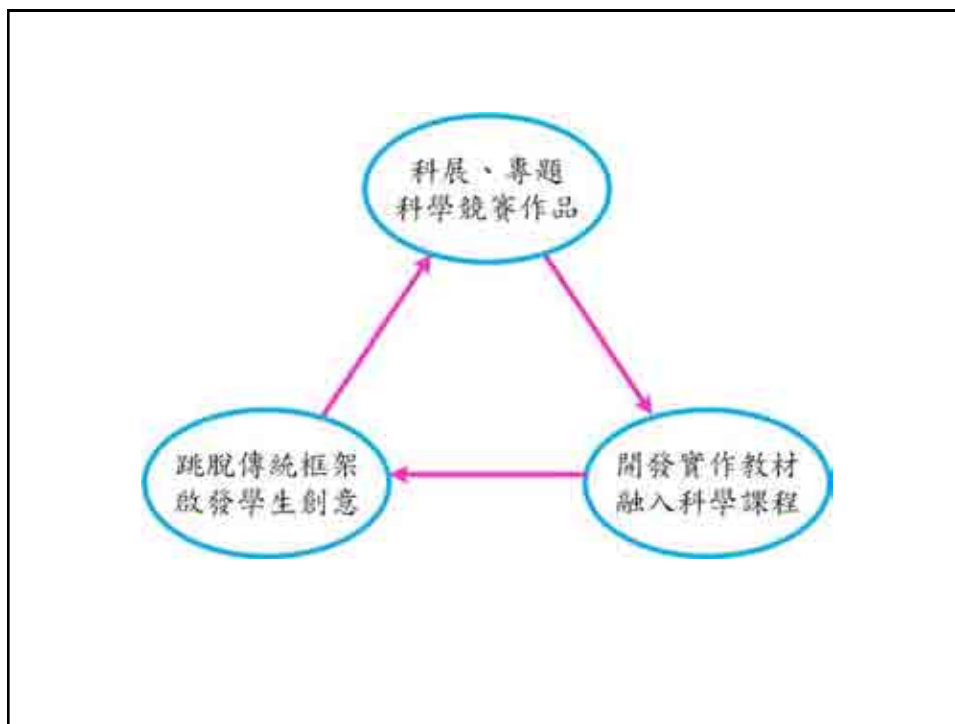 科展、專題
科學競賽作品
跳脫傳統框架
啟發學生創意
開發實作教材
融入科學課程